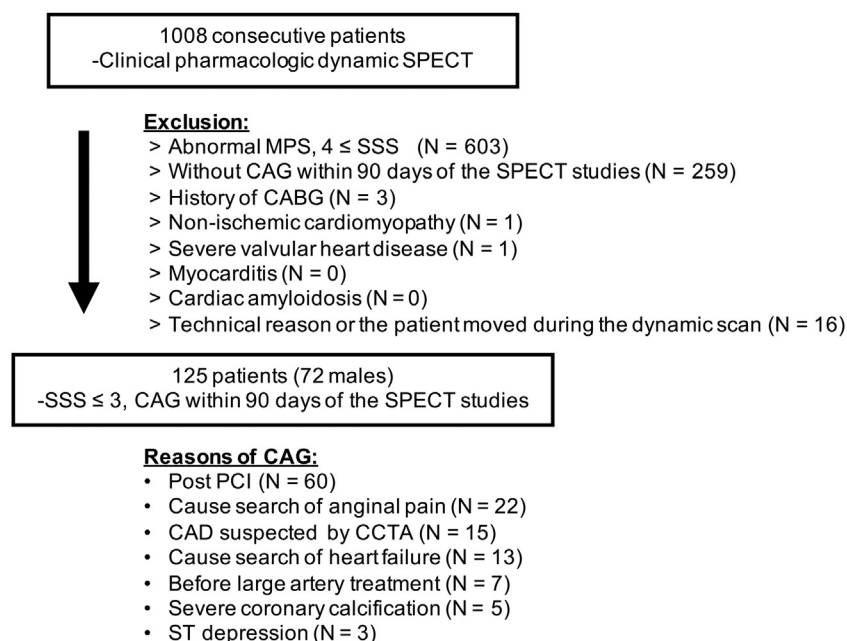 1008 consecutive patients
-Clinical pharmacologic dynamic SPECT
Exclusion:
> Abnormal MPS, 4 ≤ SSS (N = 603)
> Without CAG within 90 days of the SPECT studies (N = 259)
> History of CABG (N = 3)
> Non-ischemic cardiomyopathy (N = 1)
> Severe valvular heart disease (N = 1)
> Myocarditis (N = 0)
> Cardiac amyloidosis (N = 0)
> Technical reason or the patient moved during the dynamic scan (N = 16)
125 patients (72 males)
-SSS ≤ 3, CAG within 90 days of the SPECT studies
Reasons of CAG:
• Post PCI (N = 60)
• Cause search of anginal pain (N = 22)
• CAD suspected by CCTA (N = 15)
• Cause search of heart failure (N = 13)
• Before large artery treatment (N = 7)
• Severe coronary calcification (N = 5)
• ST depression (N = 3)